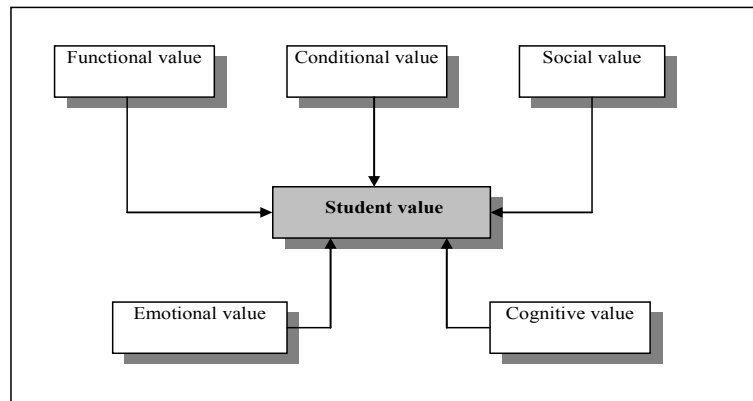 Functional value
Conditional value
Social value
Student value
Emotional value
Cognitive value